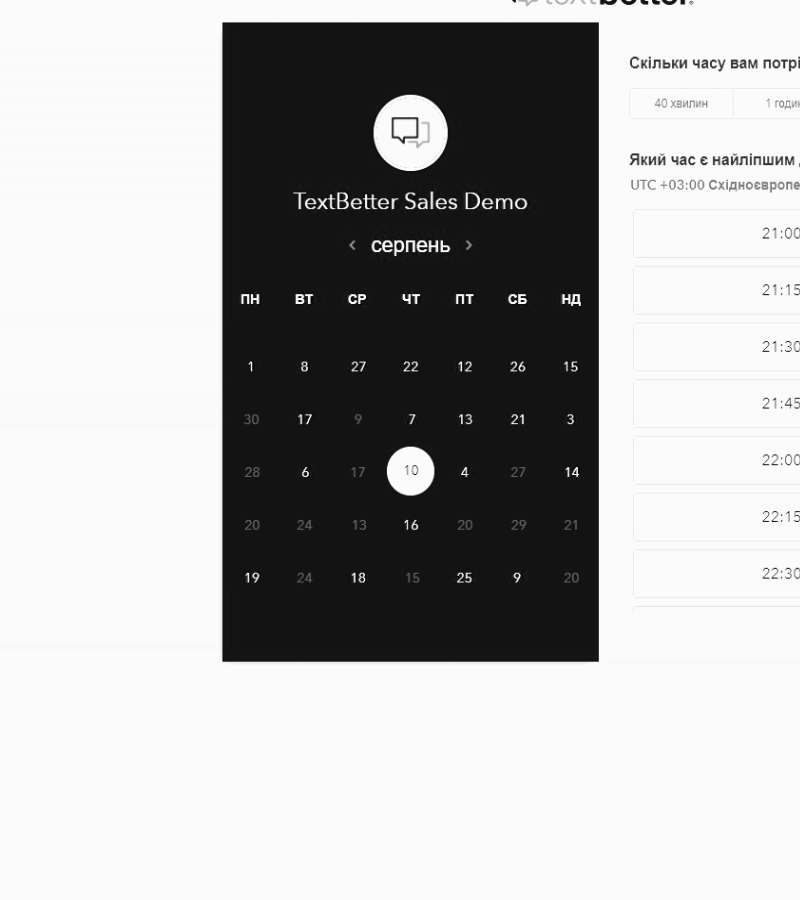 textbetter
TextBetter Sales Demo
‹ серпень ›
ПН ВТ СР ЧТ ПТ СБ НД
1 8 27 22 12 26 15
30 17 9 7 13 21 3
28 6 17 10 4 27 14
20 24 13 16 20 29 21
19 24 18 15 25 9 20
Скільки часу вам потрі
40 хвилин 1 годин
Який час є найліпшим
UTC +03:00 Східноєвропе
21:00
21:15
21:30
21:45
22:00
22:15
22:30